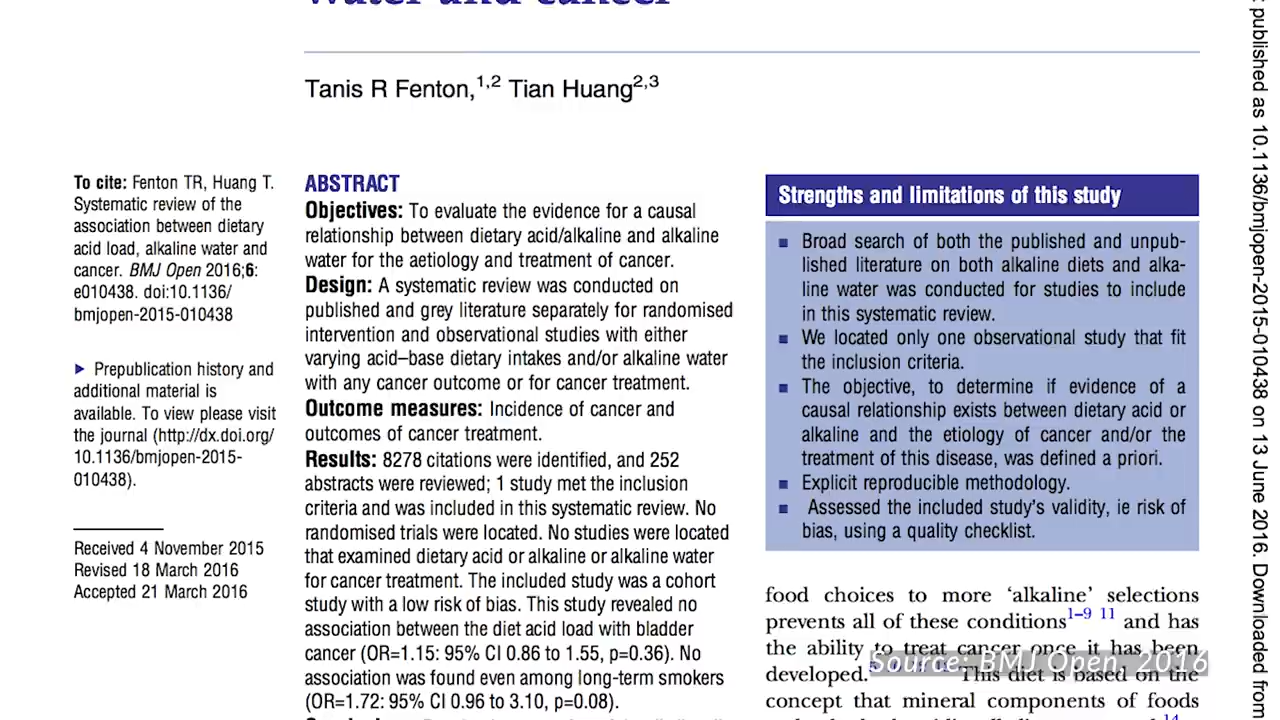 water and cancer
Tanis R Fenton,1,2 Tian Huang2,3
To cite: Fenton TR, Huang T.
Systematic review of the
association between dietary
acid load, alkaline water and
cancer. BMJ Open 2016;6:
e010438. doi:10.1136/
bmjopen-2015-010438
▶ Prepublication history and
additional material is
available. To view please visit
the journal (http://dx.doi.org/
10.1136/bmjopen-2015-
010438).
Received 4 November 2015
Revised 18 March 2016
Accepted 21 March 2016
ABSTRACT
Objectives: To evaluate the evidence for a causal
relationship between dietary acid/alkaline and alkaline
water for the aetiology and treatment of cancer.
Design: A systematic review was conducted on
published and grey literature separately for randomised
intervention and observational studies with either
varying acid–base dietary intakes and/or alkaline water
with any cancer outcome or for cancer treatment.
Outcome measures: Incidence of cancer and
outcomes of cancer treatment.
Results: 8278 citations were identified, and 252
abstracts were reviewed; 1 study met the inclusion
criteria and was included in this systematic review. No
randomised trials were located. No studies were located
that examined dietary acid or alkaline or alkaline water
for cancer treatment. The included study was a cohort
study with a low risk of bias. This study revealed no
association between the diet acid load with bladder
cancer (OR=1.15: 95% CI 0.86 to 1.55, p=0.36). No
association was found even among long-term smokers
(OR=1.72: 95% CI 0.96 to 3.10, p=0.08).
Strengths and limitations of this study
▪ Broad search of both the published and unpub-
lished literature on both alkaline diets and alka-
line water was conducted for studies to include
in this systematic review.
▪ We located only one observational study that fit
the inclusion criteria.
▪ The objective, to determine if evidence of a
causal relationship exists between dietary acid or
alkaline and the etiology of cancer and/or the
treatment of this disease, was defined a priori.
▪ Explicit reproducible methodology.
▪ Assessed the included study's validity, ie risk of
bias, using a quality checklist.
food choices to more 'alkaline' selections
prevents all of these conditions1–9 11 and has
the ability to treat cancer once it has been
developed. This diet is based on the
concept that mineral components of foods
Source: BMJ Open, 2016
published as 10.1136/bmjopen-2015-010438 on 13 June 2016. Downloaded from